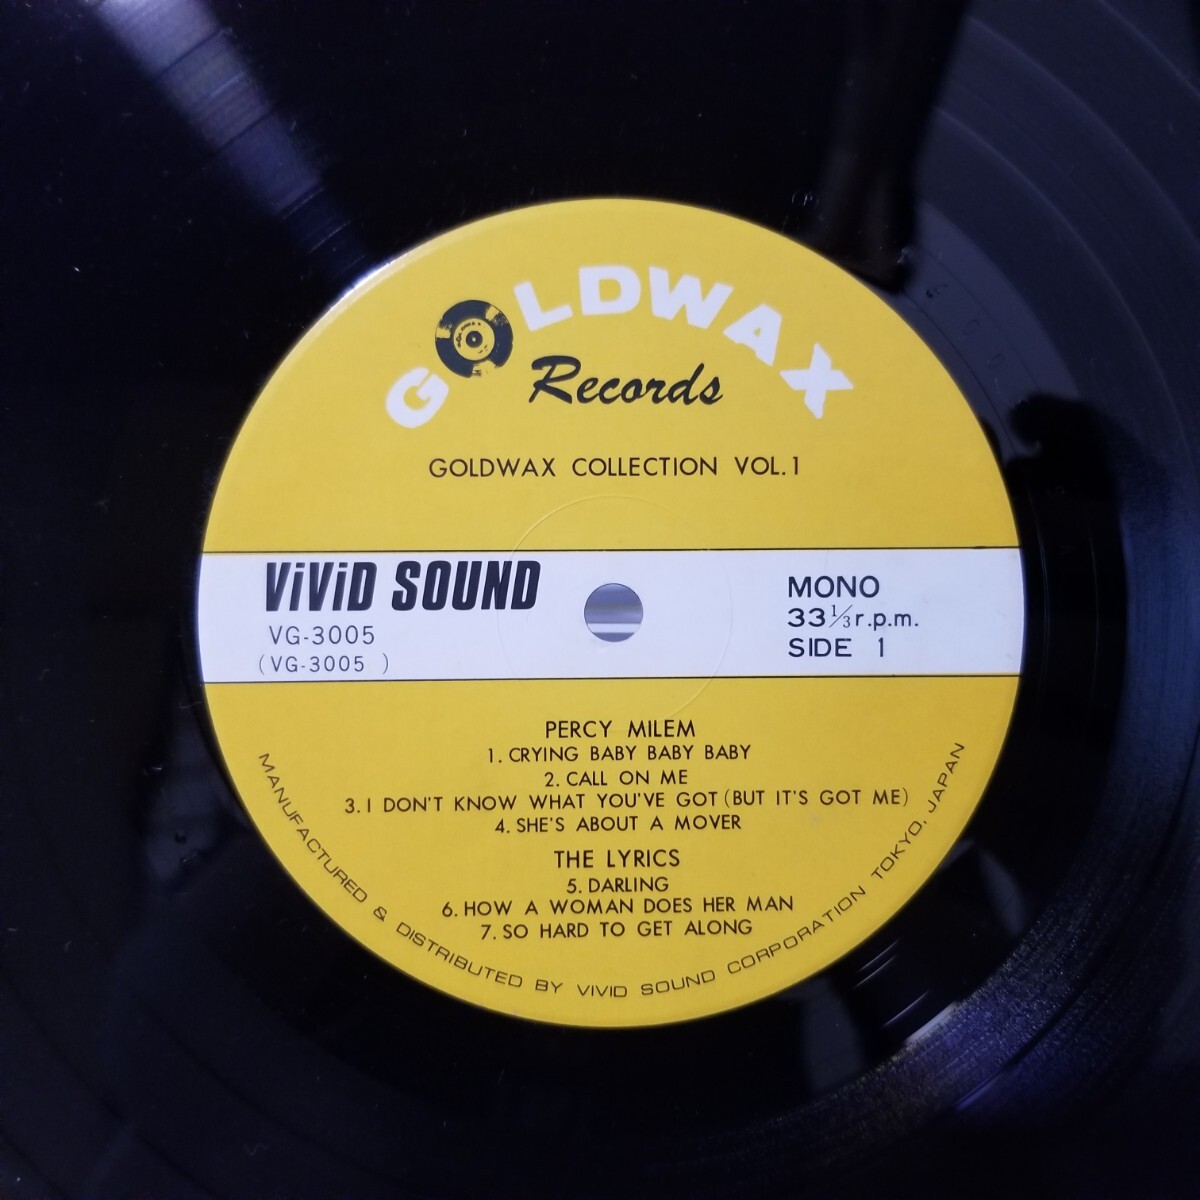 GOLDWAX
Records
GOLDWAX COLLECTION VOL.1
ViViD SOUND
VG-3005
(VG-3005 )
MONO
33 1/3 r.p.m.
SIDE 1
PERCY MILEM
1. CRYING BABY BABY BABY
2. CALL ON ME
3. I DON'T KNOW WHAT YOU'VE GOT (BUT IT'S GOT ME)
4. SHE'S ABOUT A MOVER
THE LYRICS
5. DARLING
6. HOW A WOMAN DOES HER MAN
7. SO HARD TO GET ALONG
MANUFACTURED & DISTRIBUTED BY VIVID SOUND CORPORATION TOKYO, JAPAN